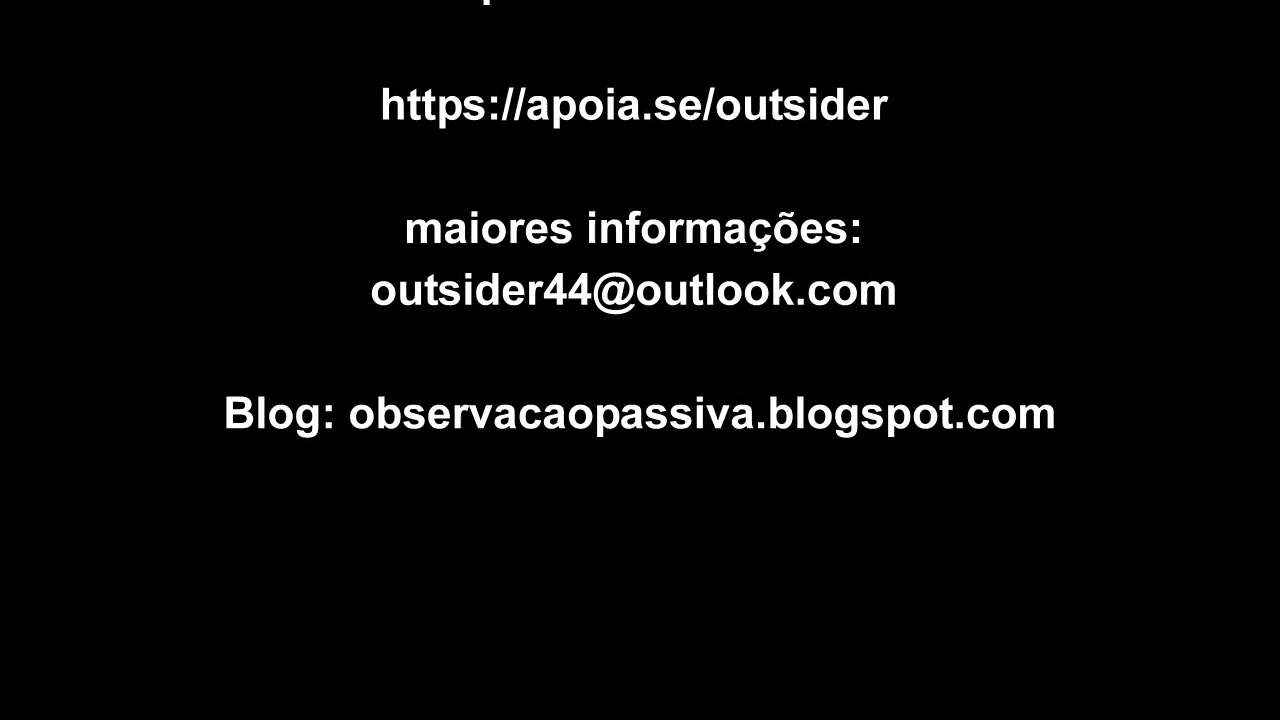 https://apoia.se/outsider
maiores informações:
outsider44@outlook.com
Blog: observacaopassiva.blogspot.com